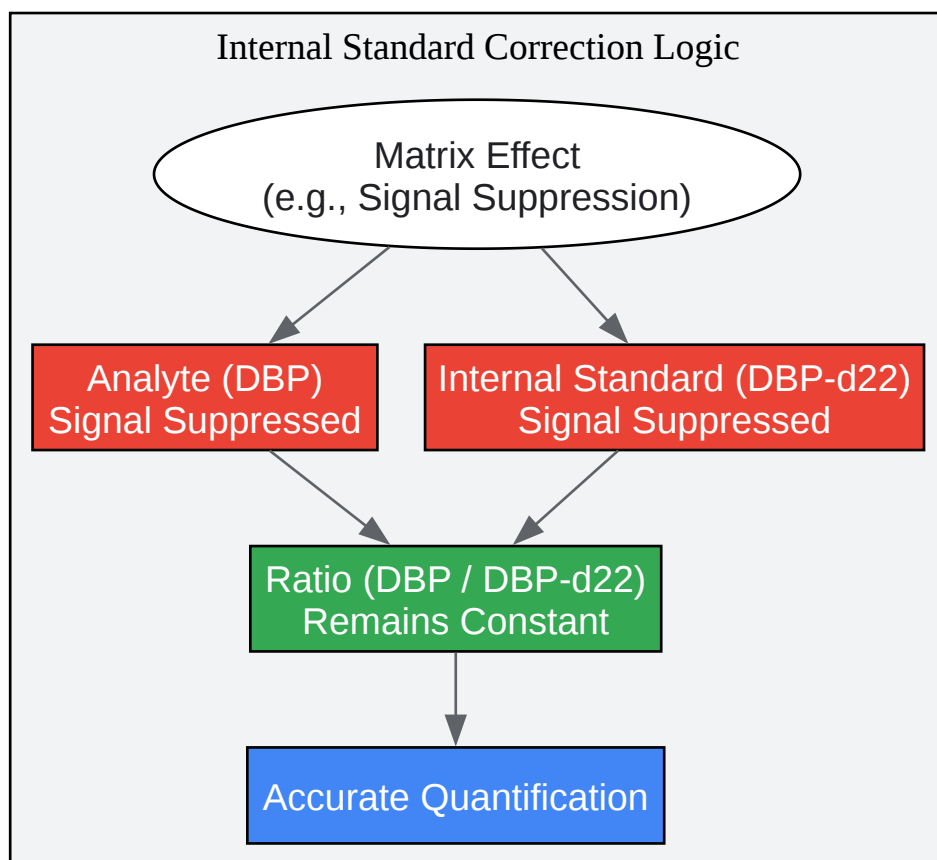 Internal Standard Correction Logic
Matrix Effect
(e.g., Signal Suppression)
Analyte (DBP)
Signal Suppressed
Internal Standard (DBP-d22)
Signal Suppressed
Ratio (DBP / DBP-d22)
Remains Constant
Accurate Quantification